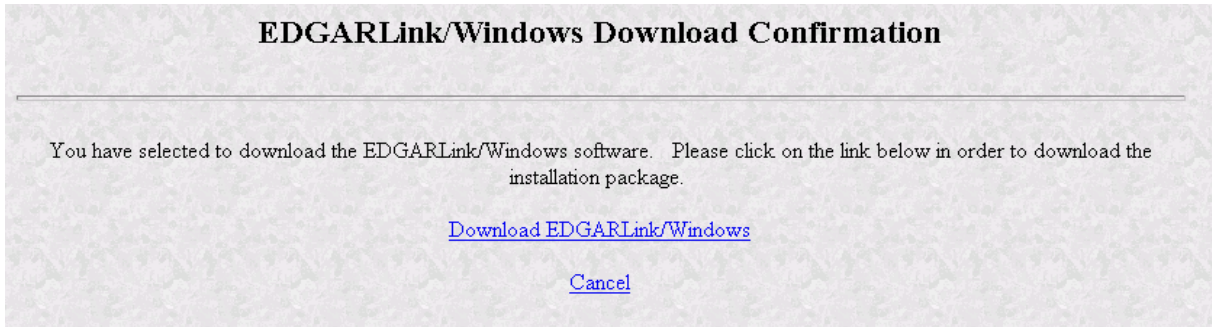 EDGARLink/Windows Download Confirmation
You have selected to download the EDGARLink/Windows software. Please click on the link below in order to download the
installation package.
Download EDGARLink/Windows
Cancel